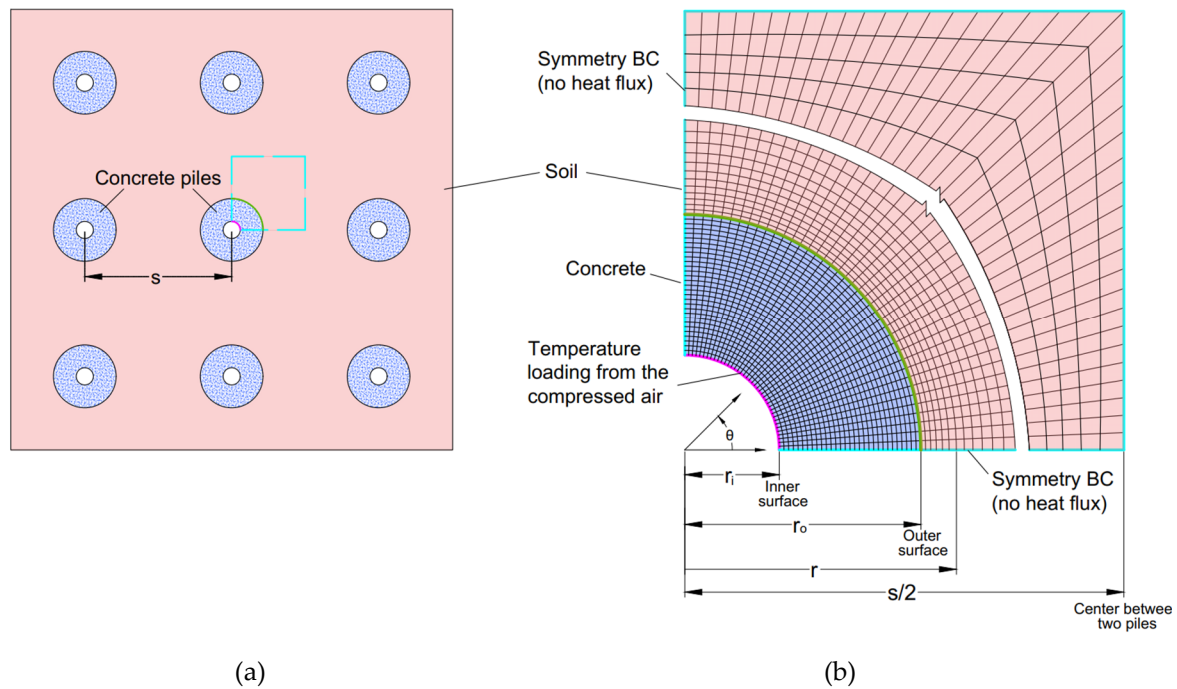 Concrete piles
s
Soil
Symmetry BC
(no heat flux)
Concrete
Temperature
loading from the
compressed air
θ
rᵢ
Inner
surface
rₒ
Outer
surface
r
s/2
Symmetry BC
(no heat flux)
Center betwee
two piles
(a)
(b)